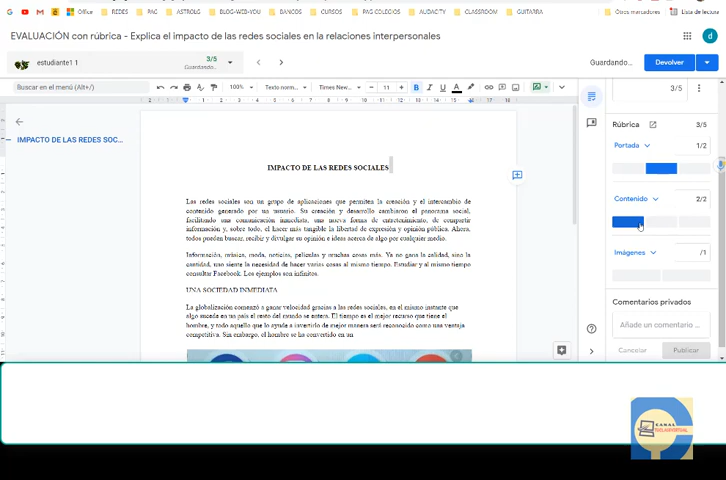 Office REDES PAG ASTROLG BLOG-WEB-YOU BANCOS CURSOS PAG COLEGIOS AUDACITY CLASSROOM GUITARRA Otros marcadores Lista de lectura
EVALUACIÓN con rúbrica - Explica el impacto de las redes sociales en la relaciones interpersonales
d
estudiante1 1
3/5
Guardando...
Guardando...
Devolver
Buscar en el menú (Alt+/)
100%
Texto norm...
Times New...
11
B I U A
3/5
IMPACTO DE LAS REDES SOC...
Rúbrica 3/5
Portada 1/2
Contenido 2/2
Imágenes /1
Comentarios privados
Añade un comentario ...
Cancelar Publicar
IMPACTO DE LAS REDES SOCIALES
Las redes sociales son un grupo de aplicaciones que permiten la creación y el intercambio de
contenido generado por un usuario. Su creación y desarrollo cambiaron el panorama social,
facilitando una comunicación inmediata, una nueva forma de entretenimiento, de compartir
información y, sobre todo, el hacer más tangible la libertad de expresión y opinión pública. Ahora,
todos pueden buscar, recibir y divulgar su opinión e ideas acerca de algo por cualquier medio.
Información, música, moda, noticias, películas y muchas cosas más. Ya no gana la calidad, sino la
cantidad, uno siente la necesidad de hacer varias cosas al mismo tiempo. Estudiar y al mismo tiempo
consultar Facebook. Los ejemplos son infinitos.
UNA SOCIEDAD INMEDIATA
La globalización comenzó a ganar velocidad gracias a las redes sociales, en el mismo instante que
algo suceda en un país el resto del mundo se entera. El tiempo es el mejor recurso que tiene el
hombre, y todo aquello que lo ayude a invertirlo de mejor manera será reconocido como una ventaja
competitiva. Sin embargo, el hombre se ha convertido en un
CANAL
TUCLASEVIRTUAL